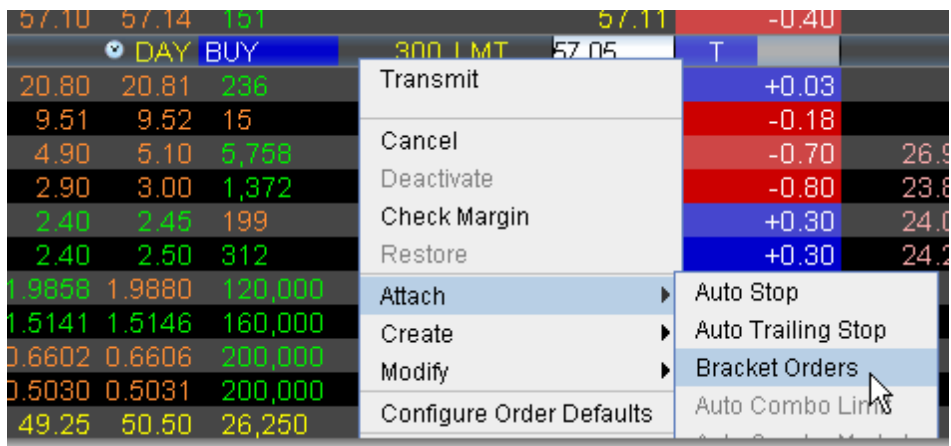 57.10 57.14 151 57.11 -0.40
DAY BUY 300 LMT 57.05 T
Transmit
20.80 20.81 236 +0.03
9.51 9.52 15 -0.18
Cancel
4.90 5.10 5,758 -0.70 26.9
Deactivate
2.90 3.00 1,372 -0.80 23.8
Check Margin
2.40 2.45 199 +0.30 24.0
Restore
2.40 2.50 312 +0.30 24.2
1.9858 1.9880 120,000 Attach Auto Stop
1.5141 1.5146 160,000 Create Auto Trailing Stop
0.6602 0.6606 200,000 Modify Bracket Orders
0.5030 0.5031 200,000
49.25 50.50 26,250 Configure Order Defaults Auto Combo Limit